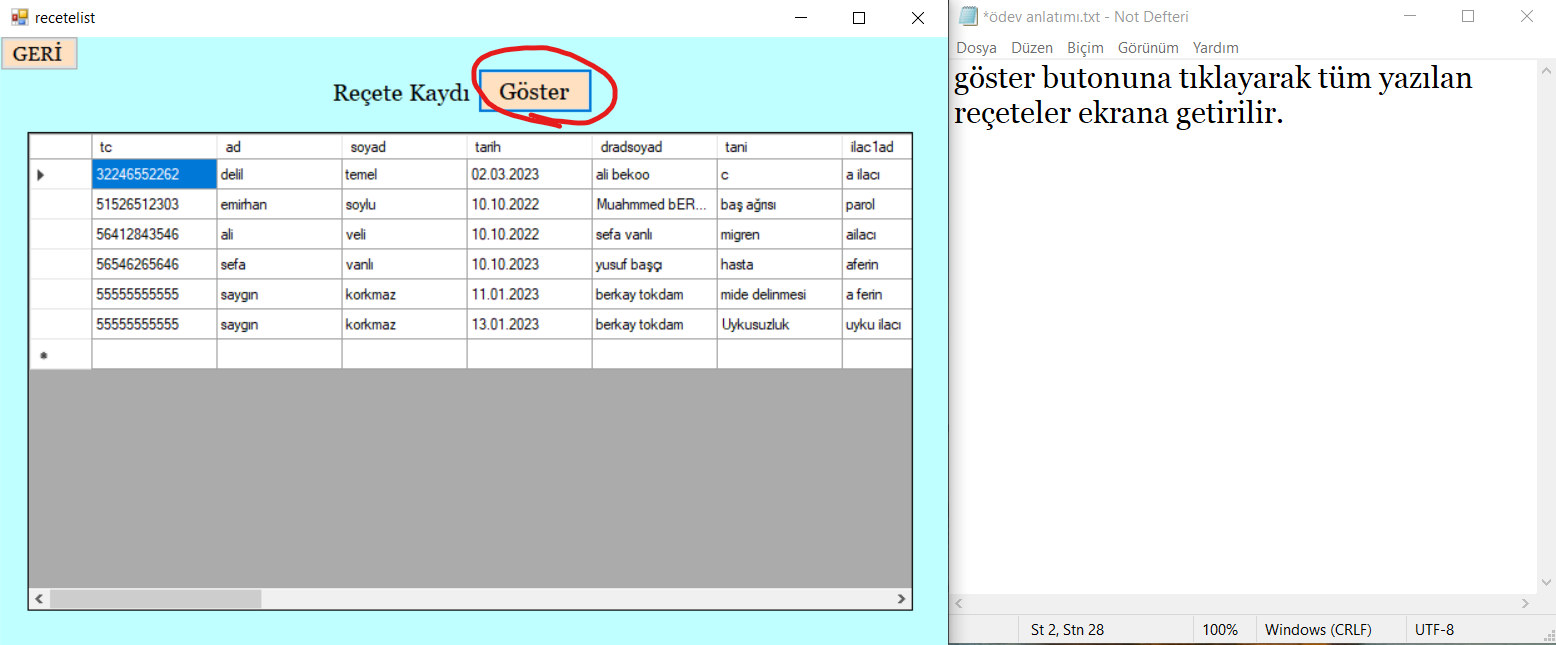 recetelist
GERİ
Reçete Kaydı Göster
tc ad soyad tarih dradsoyad tani ilac1ad
32246552262 delil temel 02.03.2023 ali bekoo c a ilacı
51526512303 emirhan soylu 10.10.2022 Muahmmed bER... baş ağrısı parol
56412843546 ali veli 10.10.2022 sefa vanlı migren ailacı
56546265646 sefa vanlı 10.10.2023 yusuf başçı hasta aferin
55555555555 saygın korkmaz 11.01.2023 berkay tokdam mide delinmesi a ferin
55555555555 saygın korkmaz 13.01.2023 berkay tokdam Uykusuzluk uyku ilacı
*ödev anlatımı.txt - Not Defteri
Dosya Düzen Biçim Görünüm Yardım
göster butonuna tıklayarak tüm yazılan
reçeteler ekrana getirilir.
St 2, Stn 28 100% Windows (CRLF) UTF-8